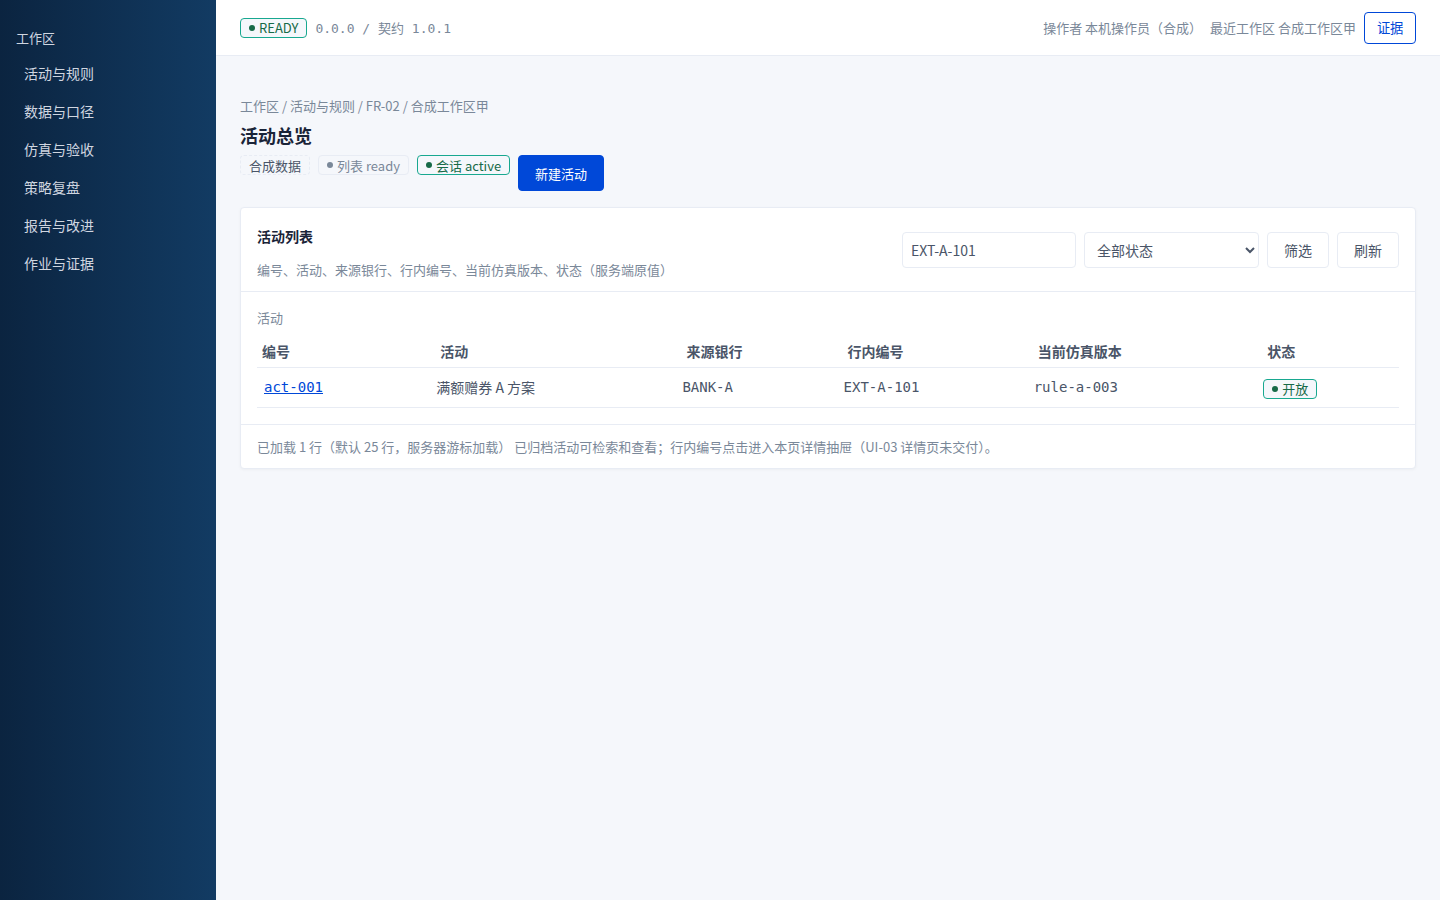 工作区
活动与规则
数据与口径
仿真与验收
策略复盘
报告与改进
作业与证据
READY 0.0.0 / 契约 1.0.1
操作者 本机操作员（合成） 最近工作区 合成工作区甲 证据
工作区 / 活动与规则 / FR-02 / 合成工作区甲
活动总览
合成数据 列表 ready 会话 active 新建活动
活动列表
编号、活动、来源银行、行内编号、当前仿真版本、状态（服务端原值）
EXT-A-101 全部状态 筛选 刷新
活动
编号 活动 来源银行 行内编号 当前仿真版本 状态
act-001 满额赠券 A 方案 BANK-A EXT-A-101 rule-a-003 开放
已加载 1 行（默认 25 行，服务器游标加载） 已归档活动可检索和查看；行内编号点击进入本页详情抽屉（UI-03 详情页未交付）。